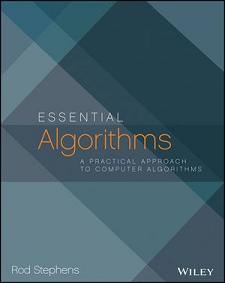 ESSENTIAL
Algorithms
A PRACTICAL APPROACH
TO COMPUTER ALGORITHMS
Rod Stephens
WILEY